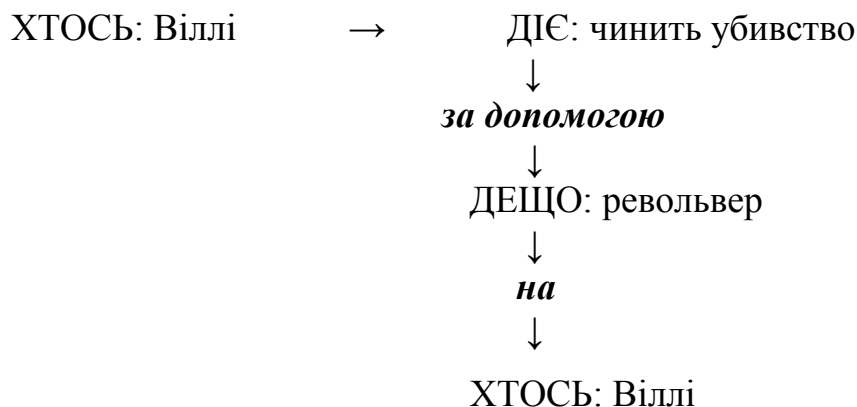 ХТОСЬ: Віллі → ДІЄ: чинить убивство
↓
за допомогою
↓
ДЕЩО: револьвер
↓
на
↓
ХТОСЬ: Віллі